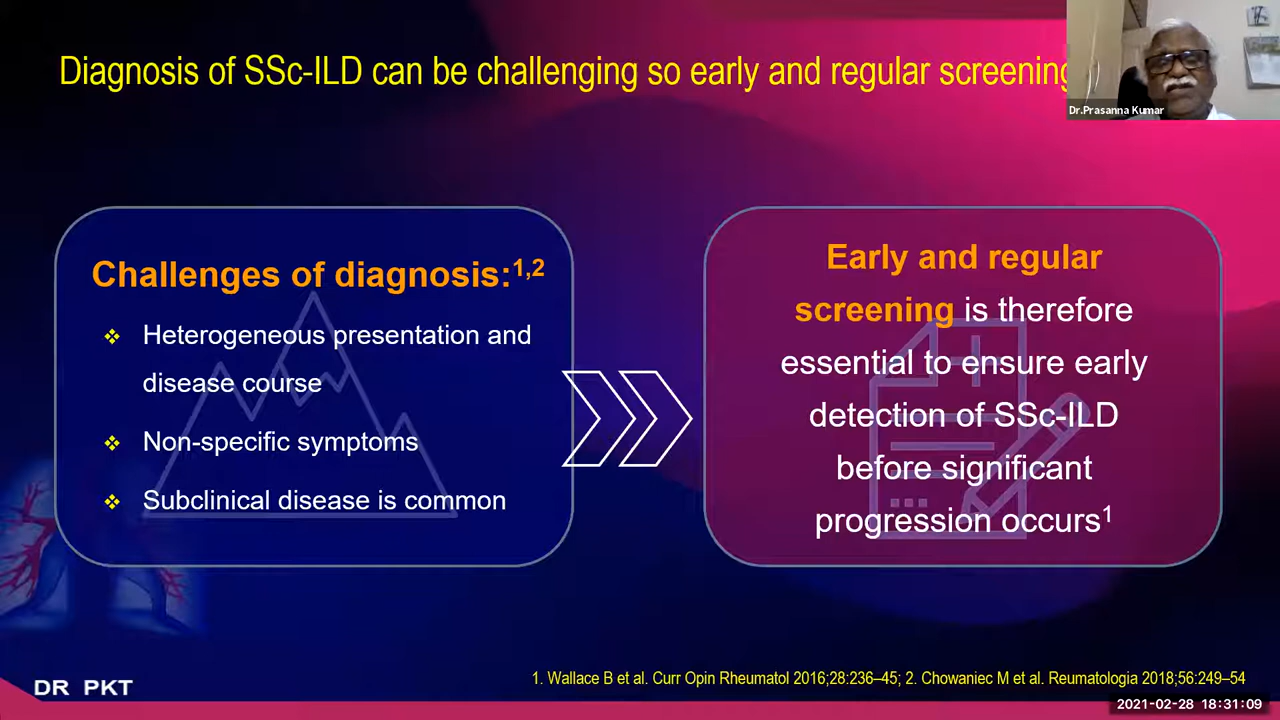 Diagnosis of SSc-ILD can be challenging so early and regular screening
Dr.Prasanna Kumar
Challenges of diagnosis:1,2
❖ Heterogeneous presentation and
disease course
❖ Non-specific symptoms
❖ Subclinical disease is common
Early and regular
screening is therefore
essential to ensure early
detection of SSc-ILD
before significant
progression occurs1
DR PKT
1. Wallace B et al. Curr Opin Rheumatol 2016;28:236–45; 2. Chowaniec M et al. Reumatologia 2018;56:249–54
2021-02-28 18:31:09